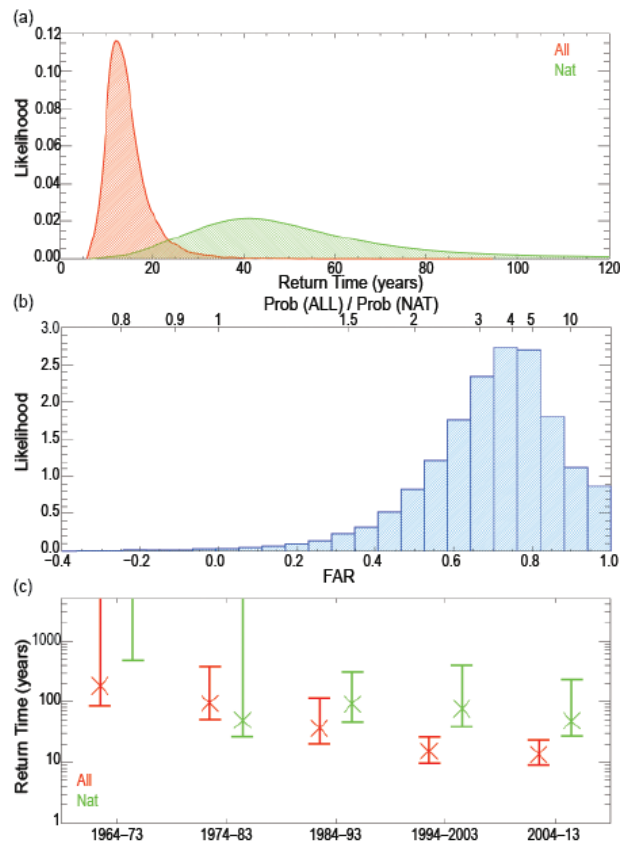 (a)
0.12
0.10
0.08
0.06
0.04
0.02
0.00
Likelihood
All
Nat
0 20 40 60 80 100 120
Return Time (years)
(b)
Prob (ALL) / Prob (NAT)
0.8 0.9 1 1.5 2 3 4 5 10
3.0
2.5
2.0
1.5
1.0
0.5
0.0
Likelihood
−0.4 −0.2 0.0 0.2 0.4 0.6 0.8 1.0
FAR
(c)
1000
100
10
1
Return Time (years)
All
Nat
1964–73 1974–83 1984–93 1994–2003 2004–13